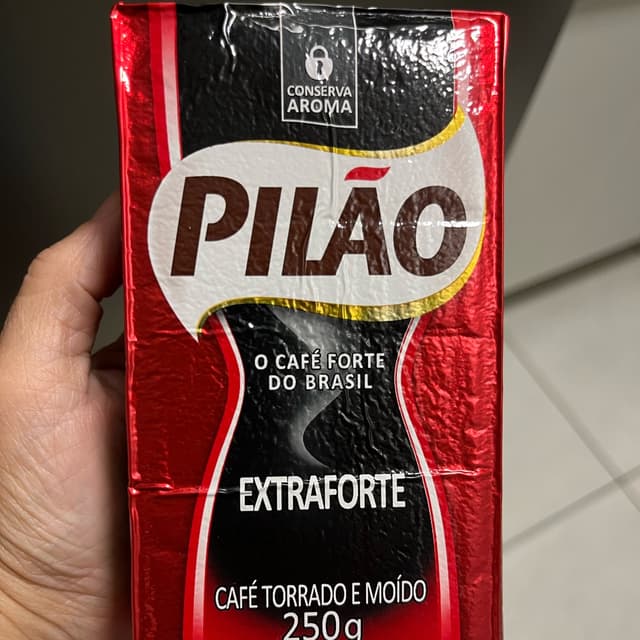 CONSERVA
AROMA
PILÃO
O CAFÉ FORTE
DO BRASIL
EXTRAFORTE
CAFÉ TORRADO E MOÍDO
250g